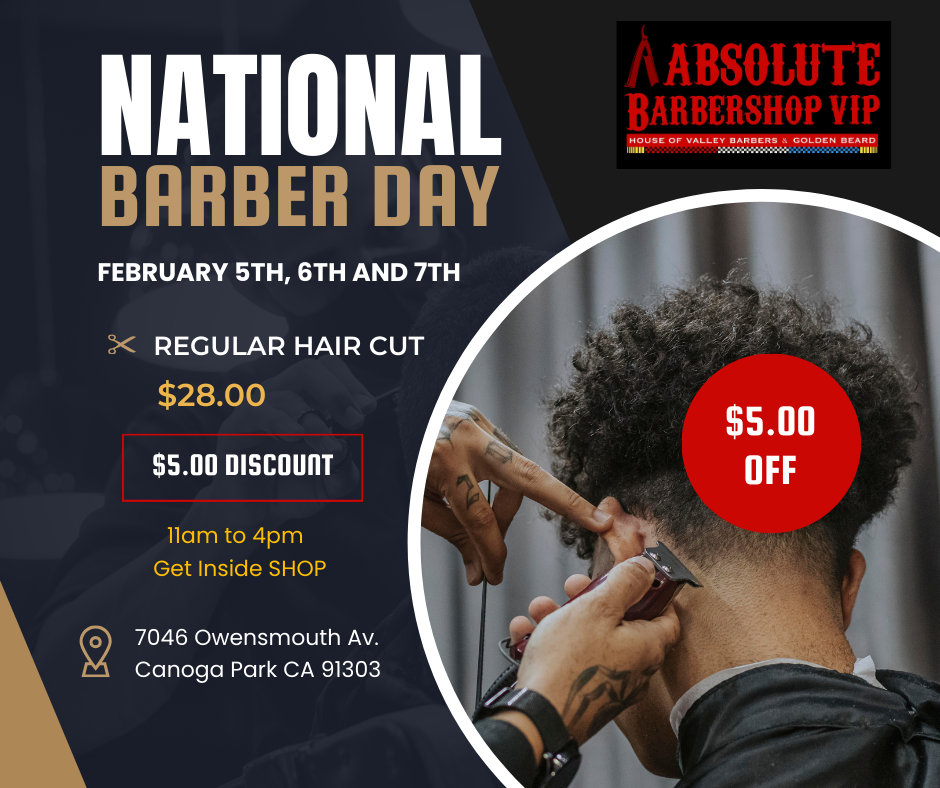 NATIONAL
BARBER DAY
FEBRUARY 5TH, 6TH AND 7TH
REGULAR HAIR CUT
$28.00
$5.00 DISCOUNT
11am to 4pm
Get Inside SHOP
7046 Owensmouth Av.
Canoga Park CA 91303
ABSOLUTE
BARBERSHOP VIP
HOUSE OF VALLEY BARBERS & GOLDEN BEARD
$5.00
OFF